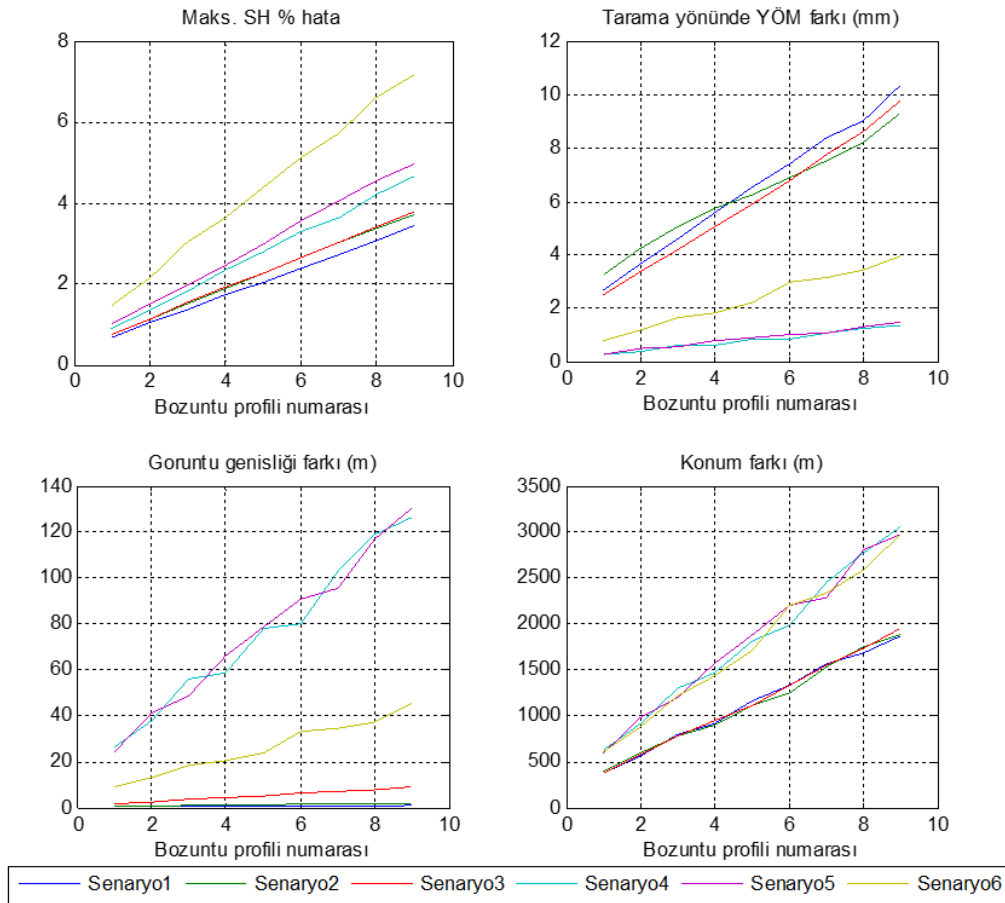 Maks. SH % hata
8
6
4
2
0
0 2 4 6 8 10
Bozuntu profili numarası
Tarama yönünde YÖM farkı (mm)
12
10
8
6
4
2
0
0 2 4 6 8 10
Bozuntu profili numarası
Goruntu genisliği farkı (m)
140
120
100
80
60
40
20
0
0 2 4 6 8 10
Bozuntu profili numarası
Konum farkı (m)
3500
3000
2500
2000
1500
1000
500
0
0 2 4 6 8 10
Bozuntu profili numarası
Senaryo1 Senaryo2 Senaryo3 Senaryo4 Senaryo5 Senaryo6